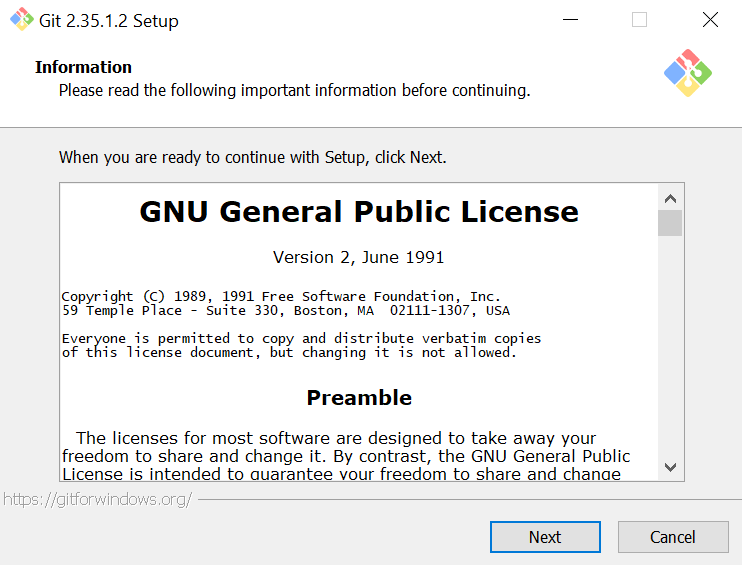 Git 2.35.1.2 Setup
Information
Please read the following important information before continuing.
When you are ready to continue with Setup, click Next.
GNU General Public License
Version 2, June 1991
Copyright (C) 1989, 1991 Free Software Foundation, Inc.
59 Temple Place - Suite 330, Boston, MA  02111-1307, USA
Everyone is permitted to copy and distribute verbatim copies
of this license document, but changing it is not allowed.
Preamble
The licenses for most software are designed to take away your
freedom to share and change it. By contrast, the GNU General Public
License is intended to guarantee your freedom to share and change
https://gitforwindows.org/
Next
Cancel